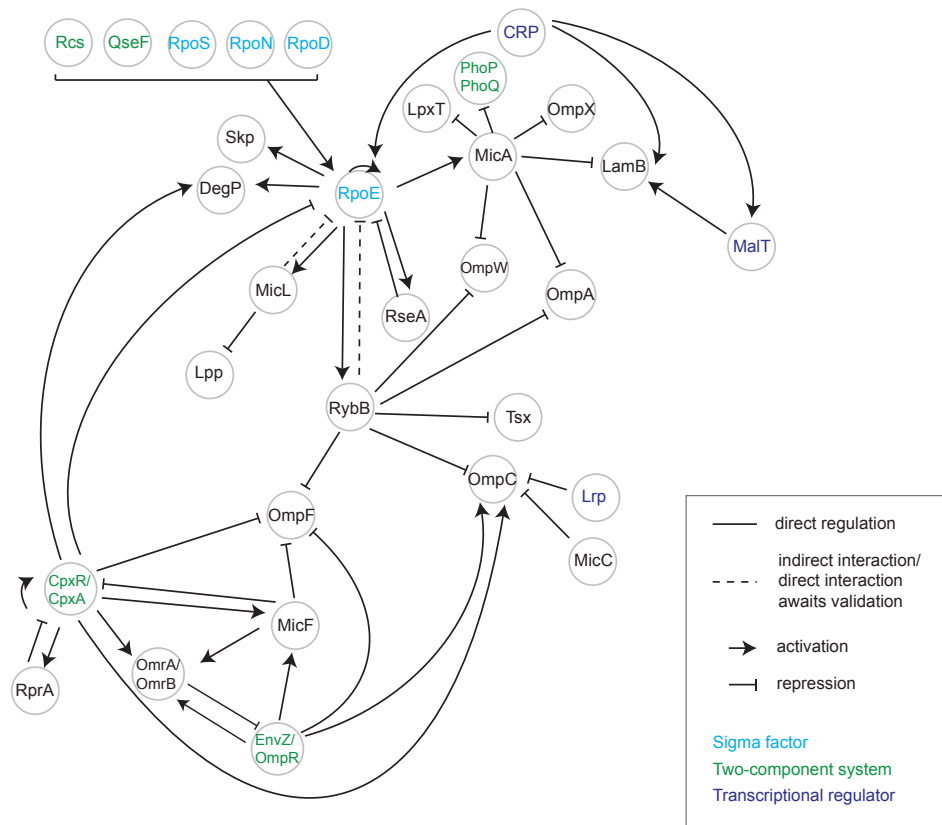 CRP
Rcs
QseF
RpoS
RpoN
RpoD
PhoP
PhoQ
LpxT
OmpX
Skp
MicA
LamB
DegP
RpoE
MalT
OmpW
MicL
OmpA
RseA
Lpp
RybB
Tsx
OmpC
Lrp
OmpF
MicC
CpxR/
CpxA
MicF
OmrA/
OmrB
RprA
EnvZ/
OmpR
direct regulation
indirect interaction/
direct interaction
awaits validation
activation
repression
Sigma factor
Two-component system
Transcriptional regulator